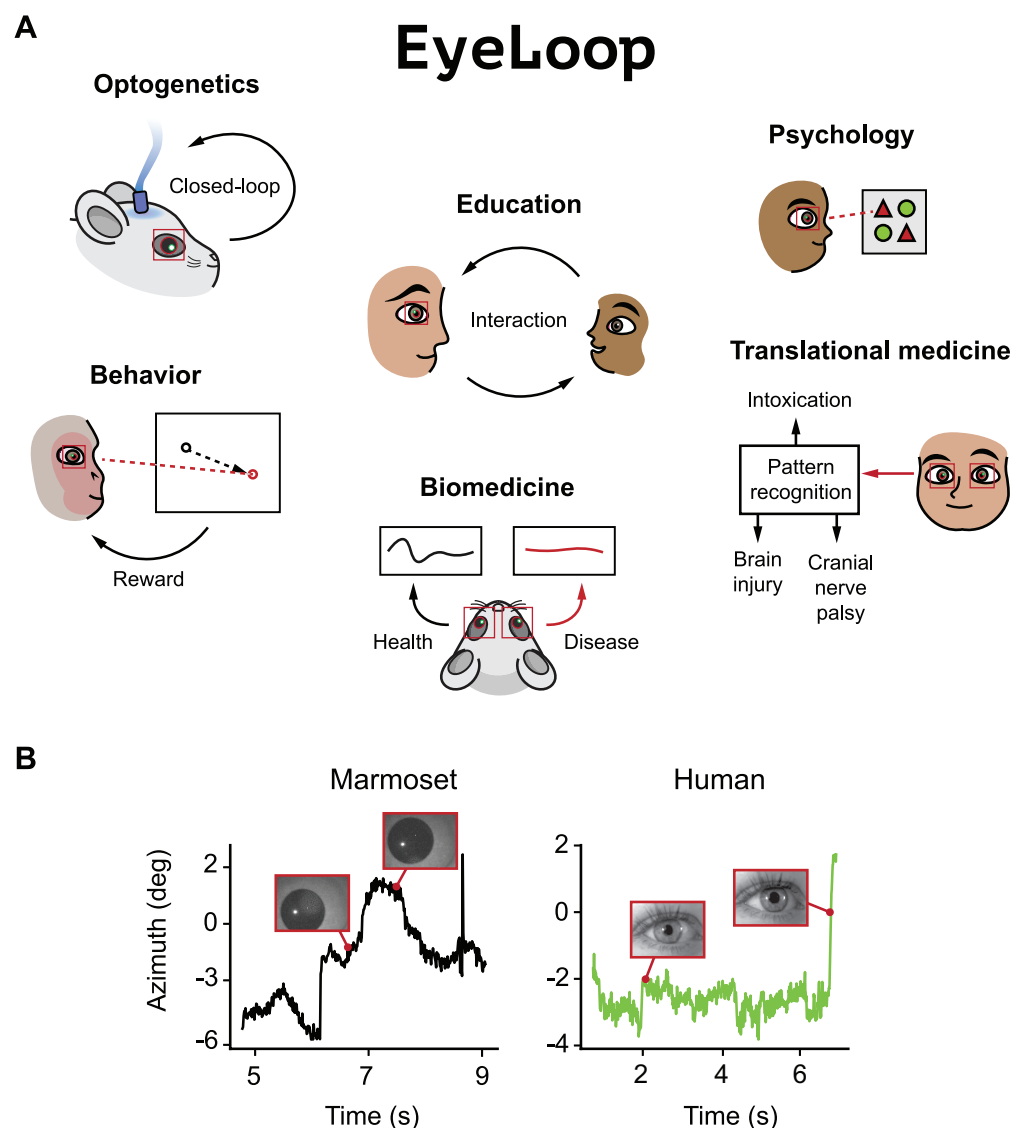 A
EyeLoop
Optogenetics
Closed-loop
Psychology
Education
Interaction
Behavior
Reward
Translational medicine
Intoxication
Pattern
recognition
Brain
injury
Cranial
nerve
palsy
Biomedicine
Health
Disease
B
Marmoset
Azimuth (deg)
2
0
-3
-6
5
7
9
Time (s)
Human
2
0
-2
-4
2
4
6
Time (s)